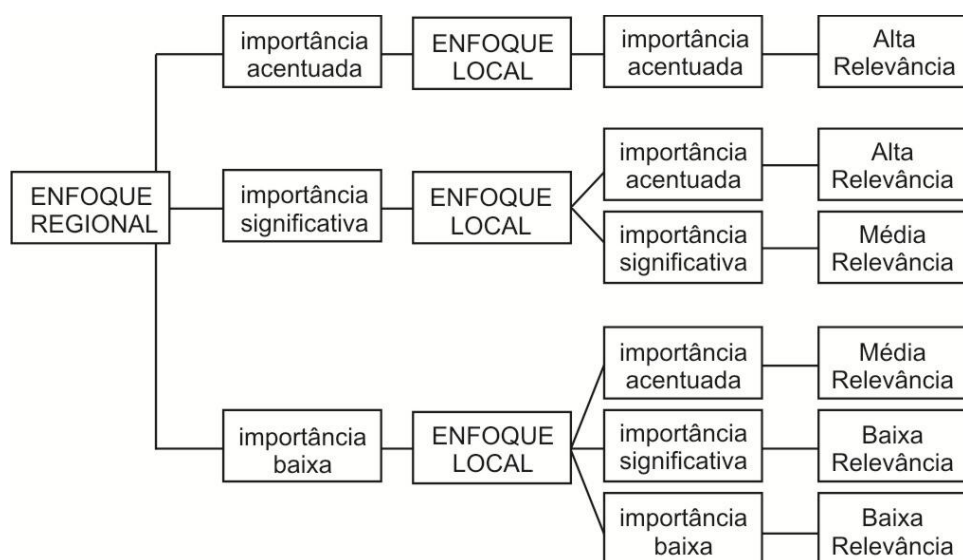 importância
acentuada
ENFOQUE
LOCAL
importância
acentuada
Alta
Relevância
ENFOQUE
REGIONAL
importância
significativa
ENFOQUE
LOCAL
importância
acentuada
Alta
Relevância
importância
significativa
Média
Relevância
importância
baixa
ENFOQUE
LOCAL
importância
acentuada
Média
Relevância
importância
significativa
Baixa
Relevância
importância
baixa
Baixa
Relevância